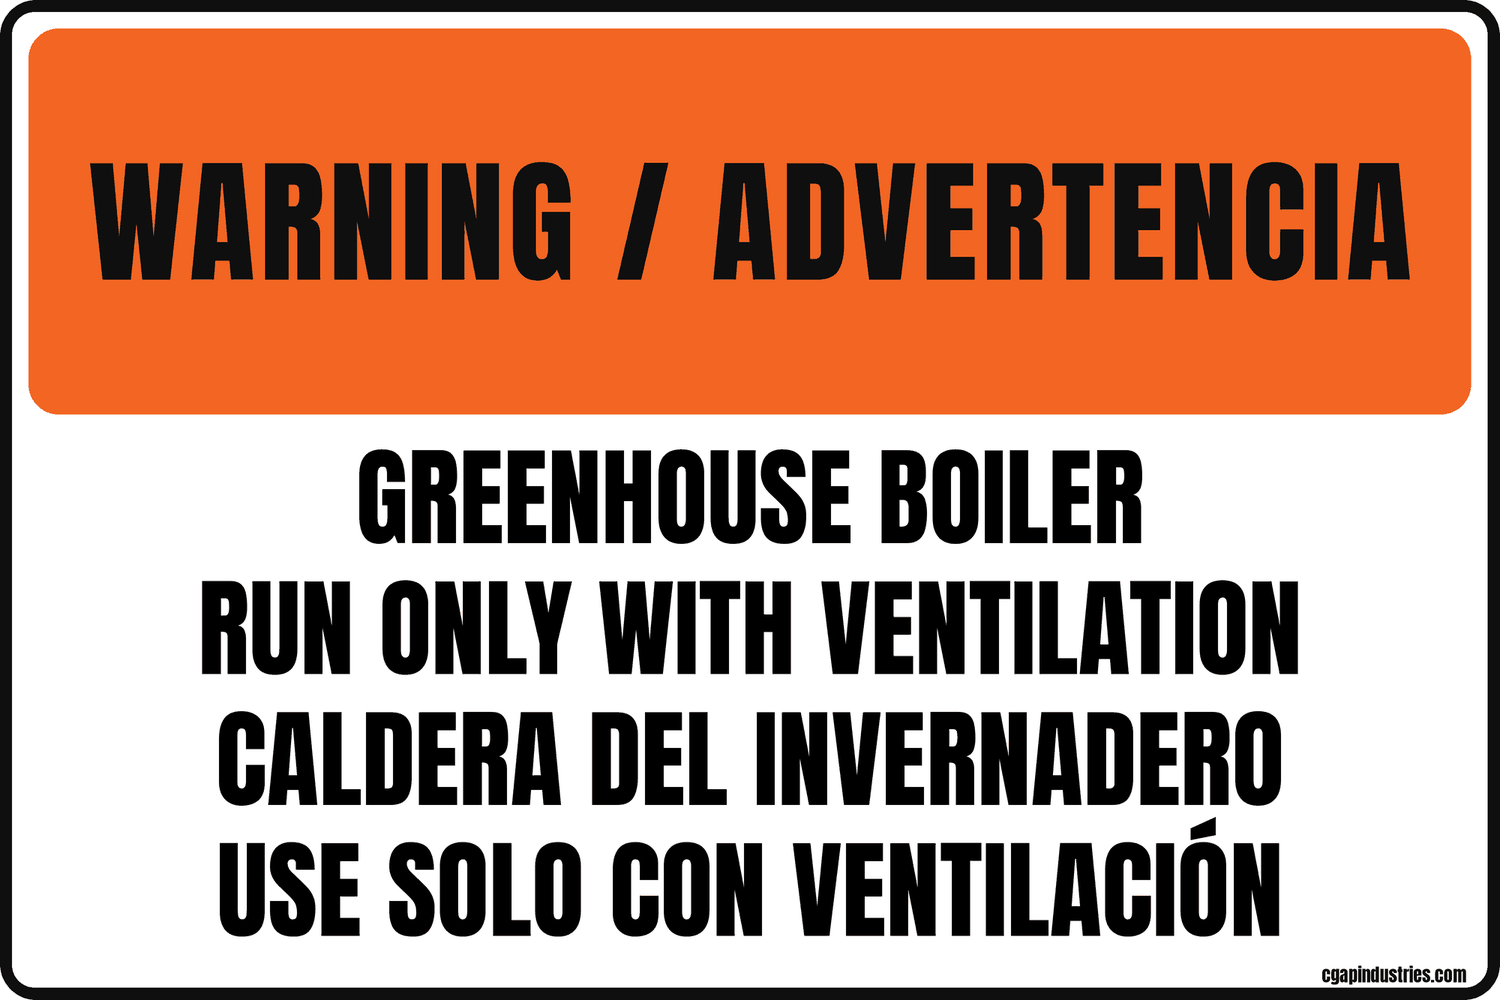 WARNING / ADVERTENCIA
GREENHOUSE BOILER
RUN ONLY WITH VENTILATION
CALDERA DEL INVERNADERO
USE SOLO CON VENTILACIÓN
cgapindustries.com